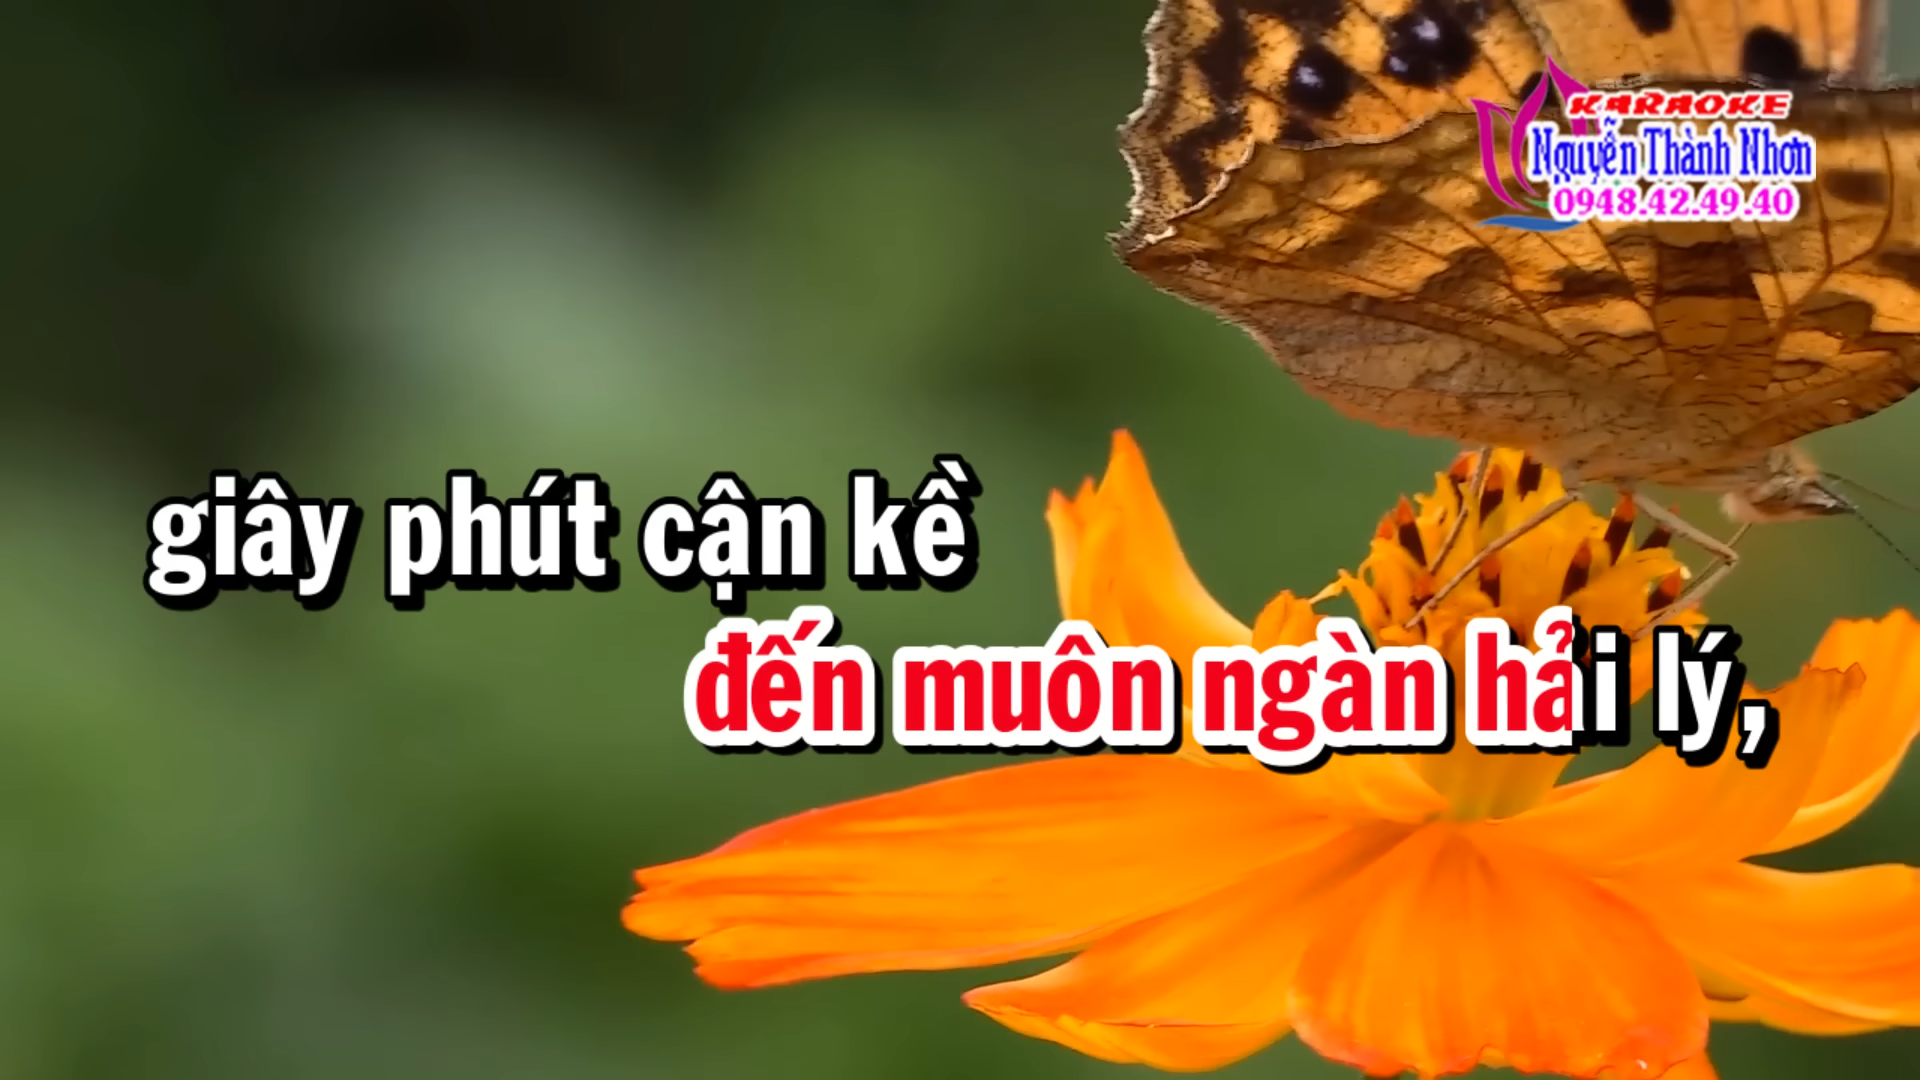 KARAOKE
Nguyễn Thành Nhơn
0948.42.49.40
giây phút cận kề
đến muôn ngàn hải lý,